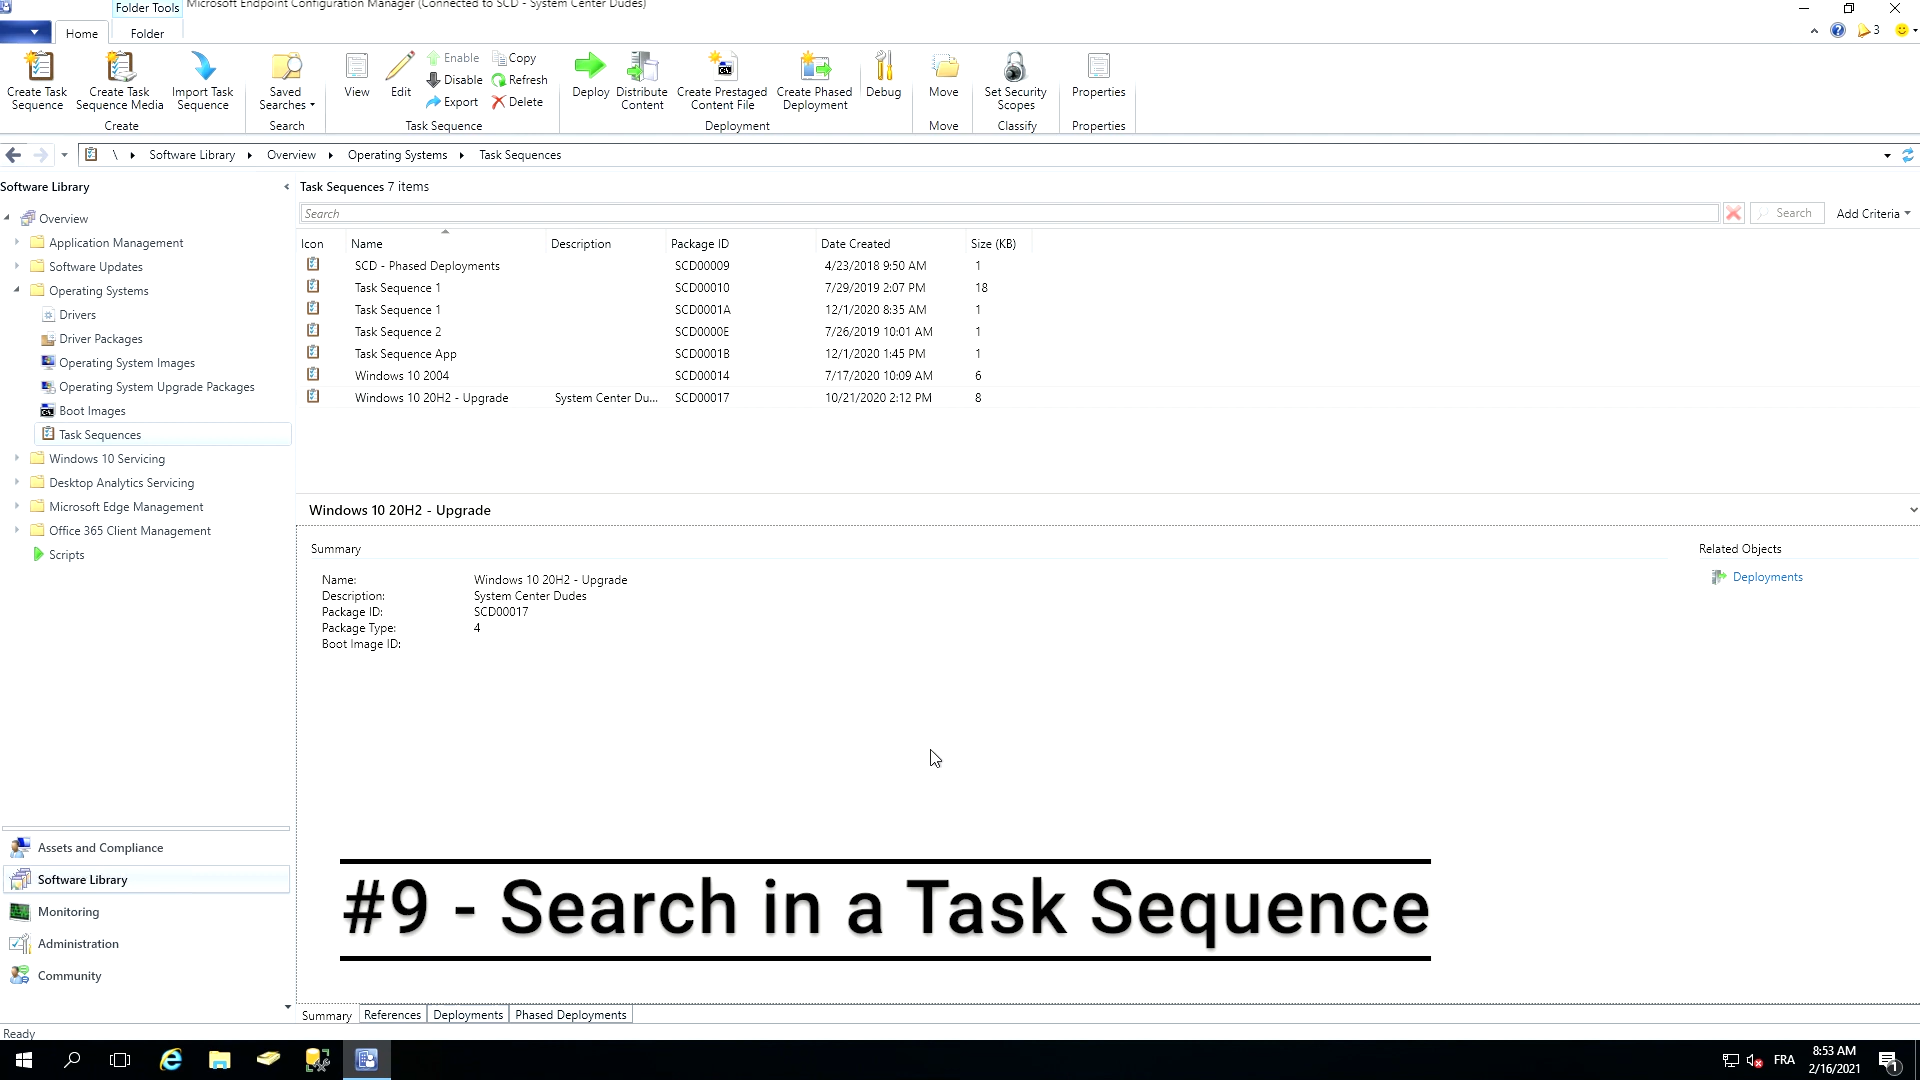 Folder Tools
Microsoft Endpoint Configuration Manager (Connected to SCD - System Center Dudes)
Home
Folder
3
Create Task Sequence
Create Task Sequence Media
Import Task Sequence
Create
Saved Searches
Search
View
Edit
Enable
Disable
Export
Copy
Refresh
Delete
Task Sequence
Deploy
Distribute Content
Create Prestaged Content File
Create Phased Deployment
Debug
Deployment
Move
Move
Set Security Scopes
Classify
Properties
Properties
\ Software Library Overview Operating Systems Task Sequences
Software Library
Overview
Application Management
Software Updates
Operating Systems
Drivers
Driver Packages
Operating System Images
Operating System Upgrade Packages
Boot Images
Task Sequences
Windows 10 Servicing
Desktop Analytics Servicing
Microsoft Edge Management
Office 365 Client Management
Scripts
Assets and Compliance
Software Library
Monitoring
Administration
Community
Task Sequences 7 items
Search
Search
Add Criteria
Icon Name Description Package ID Date Created Size (KB)
SCD - Phased Deployments SCD00009 4/23/2018 9:50 AM 1
Task Sequence 1 SCD00010 7/29/2019 2:07 PM 18
Task Sequence 1 SCD0001A 12/1/2020 8:35 AM 1
Task Sequence 2 SCD0000E 7/26/2019 10:01 AM 1
Task Sequence App SCD0001B 12/1/2020 1:45 PM 1
Windows 10 2004 SCD00014 7/17/2020 10:09 AM 6
Windows 10 20H2 - Upgrade System Center Du... SCD00017 10/21/2020 2:12 PM 8
Windows 10 20H2 - Upgrade
Summary
Name: Windows 10 20H2 - Upgrade
Description: System Center Dudes
Package ID: SCD00017
Package Type: 4
Boot Image ID:
Related Objects
Deployments
#9 - Search in a Task Sequence
Summary References Deployments Phased Deployments
Ready
FRA
8:53 AM
2/16/2021
1